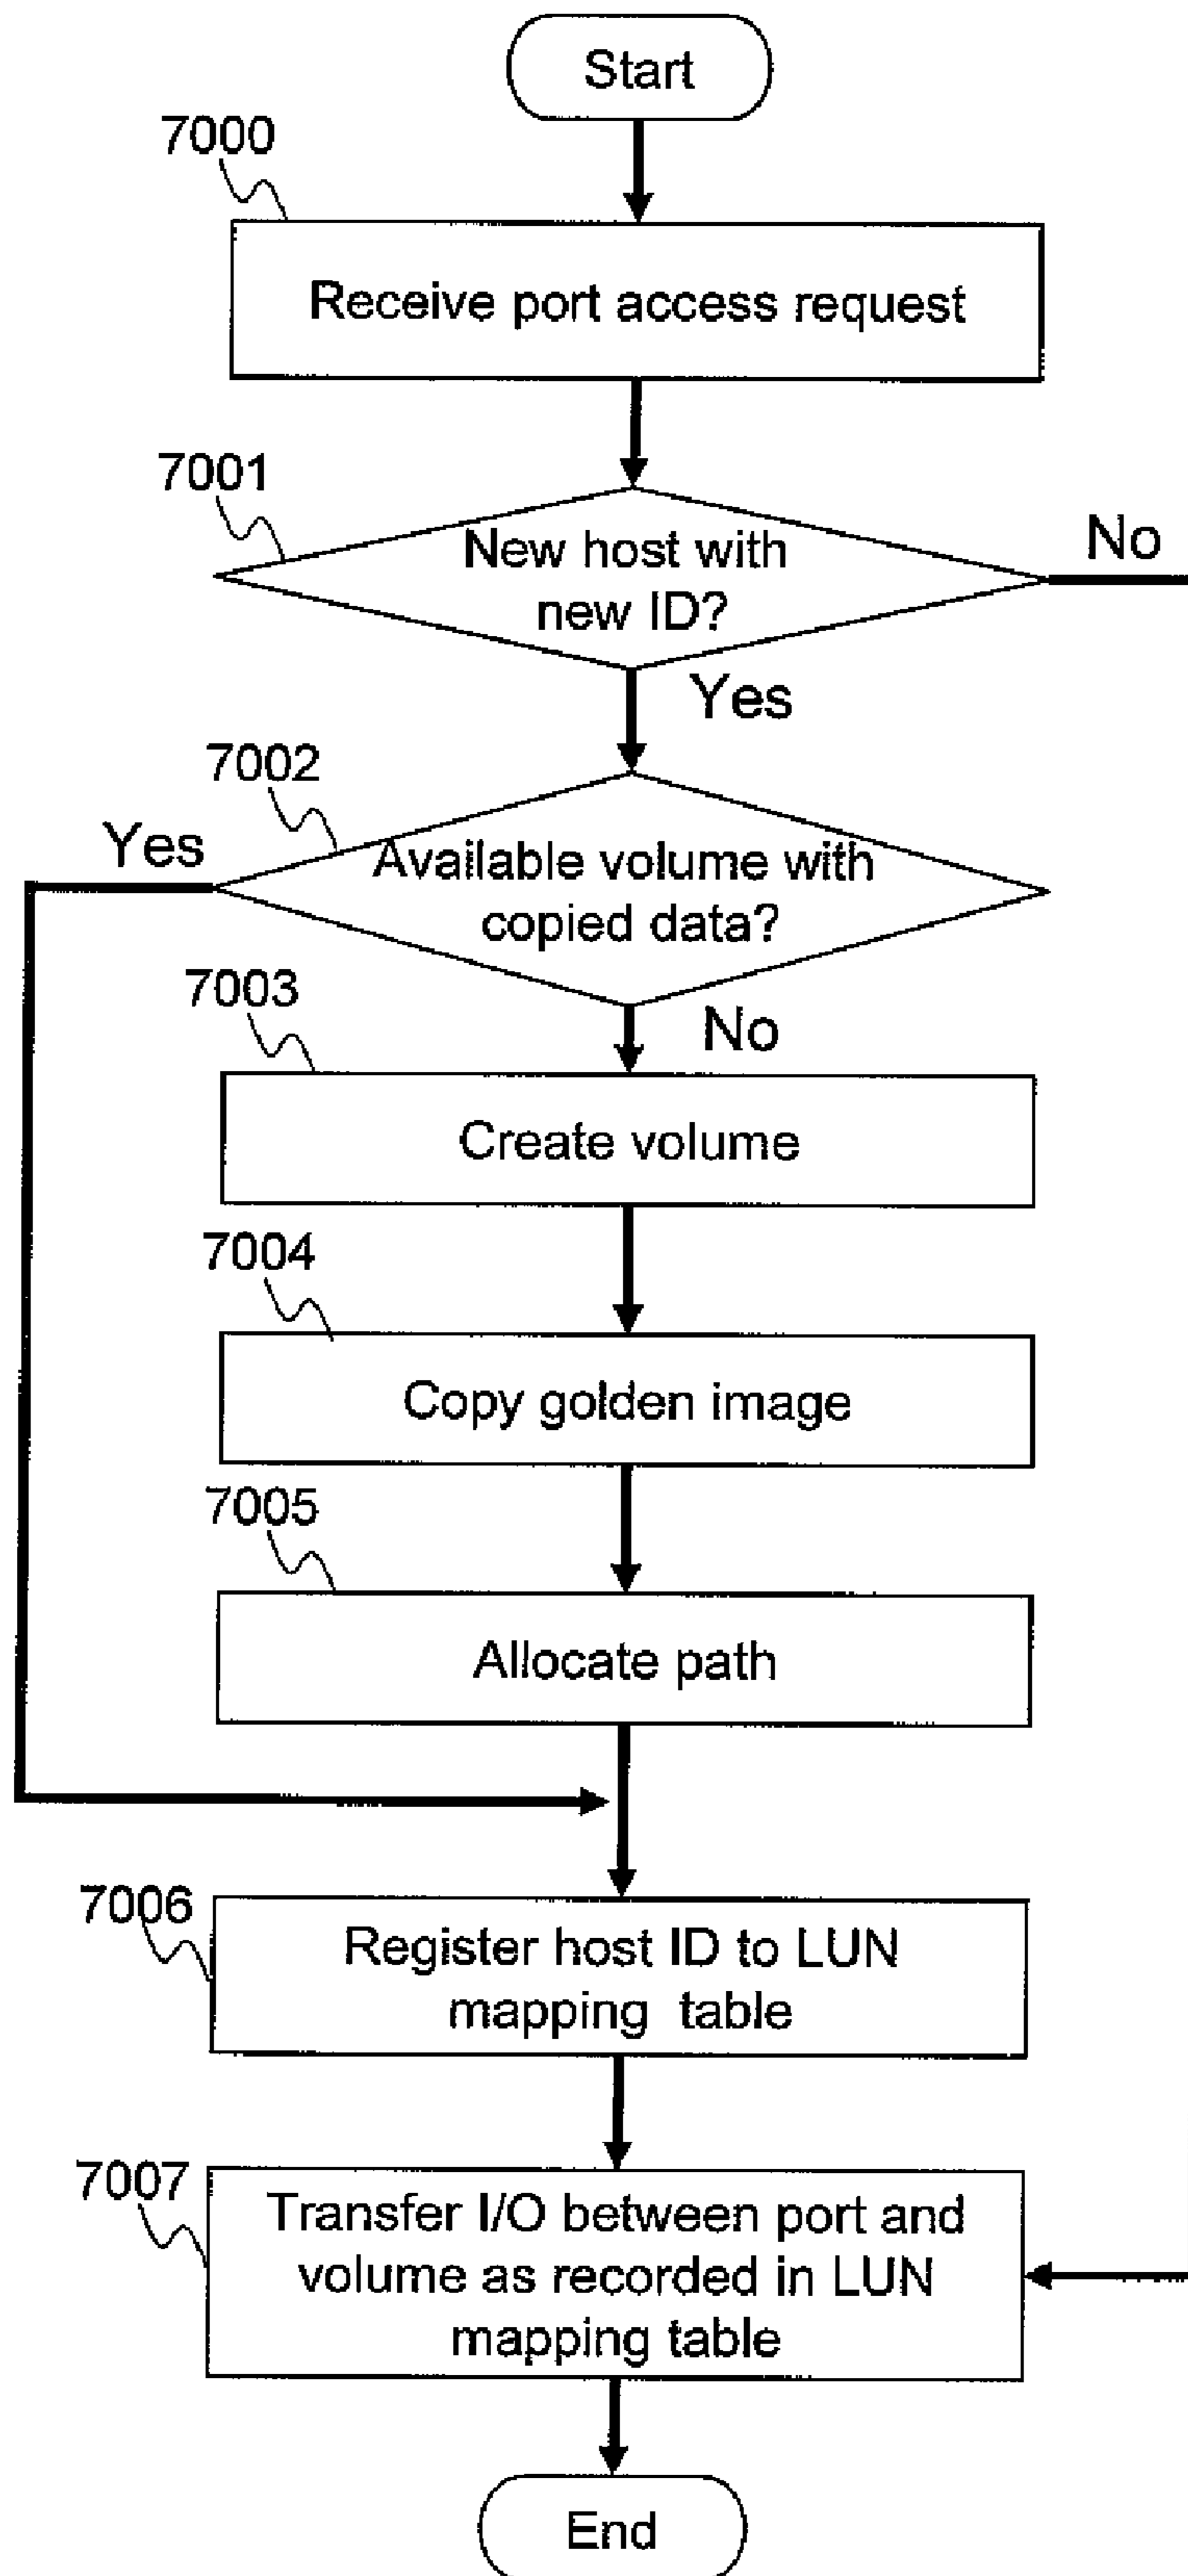 Start
7000
Receive port access request
7001
New host with
new ID?
No
Yes
7002
Yes
Available volume with
copied data?
7003
No
Create volume
7004
Copy golden image
7005
Allocate path
7006
Register host ID to LUN
mapping table
7007
Transfer I/O between port and
volume as recorded in LUN
mapping table
End